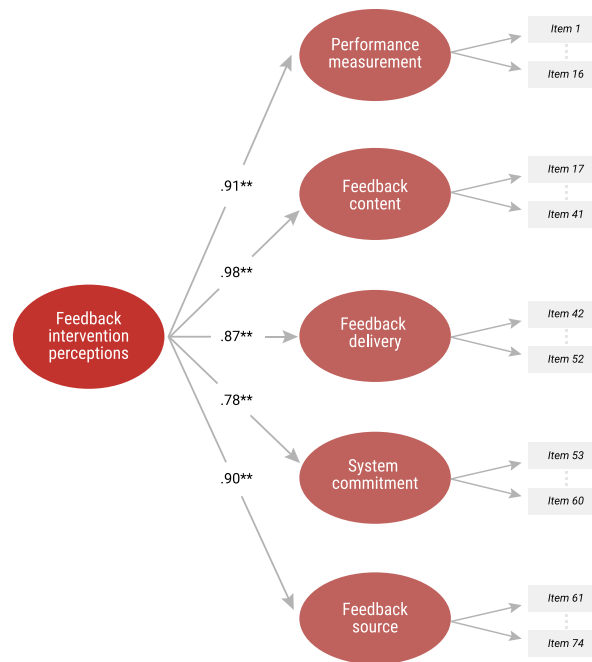 Performance
measurement
Item 1
Item 16
.91**
Feedback
content
Item 17
Item 41
.98**
Feedback
intervention
perceptions
.87**
Feedback
delivery
Item 42
Item 52
.78**
System
commitment
Item 53
Item 60
.90**
Feedback
source
Item 61
Item 74